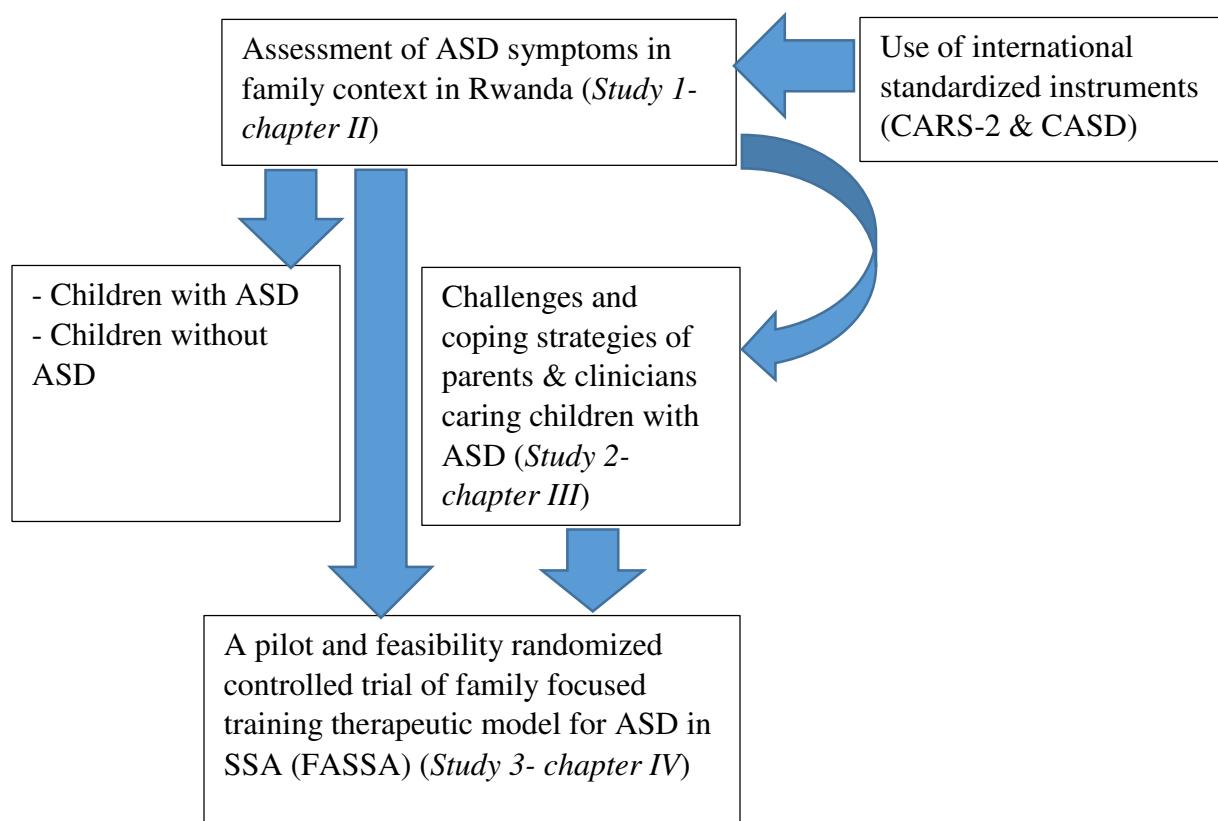 Assessment of ASD symptoms in
family context in Rwanda (Study 1-
chapter II)
Use of international
standardized instruments
(CARS-2 & CASD)
- Children with ASD
- Children without
ASD
Challenges and
coping strategies of
parents & clinicians
caring children with
ASD (Study 2-
chapter III)
A pilot and feasibility randomized
controlled trial of family focused
training therapeutic model for ASD in
SSA (FASSA) (Study 3- chapter IV)